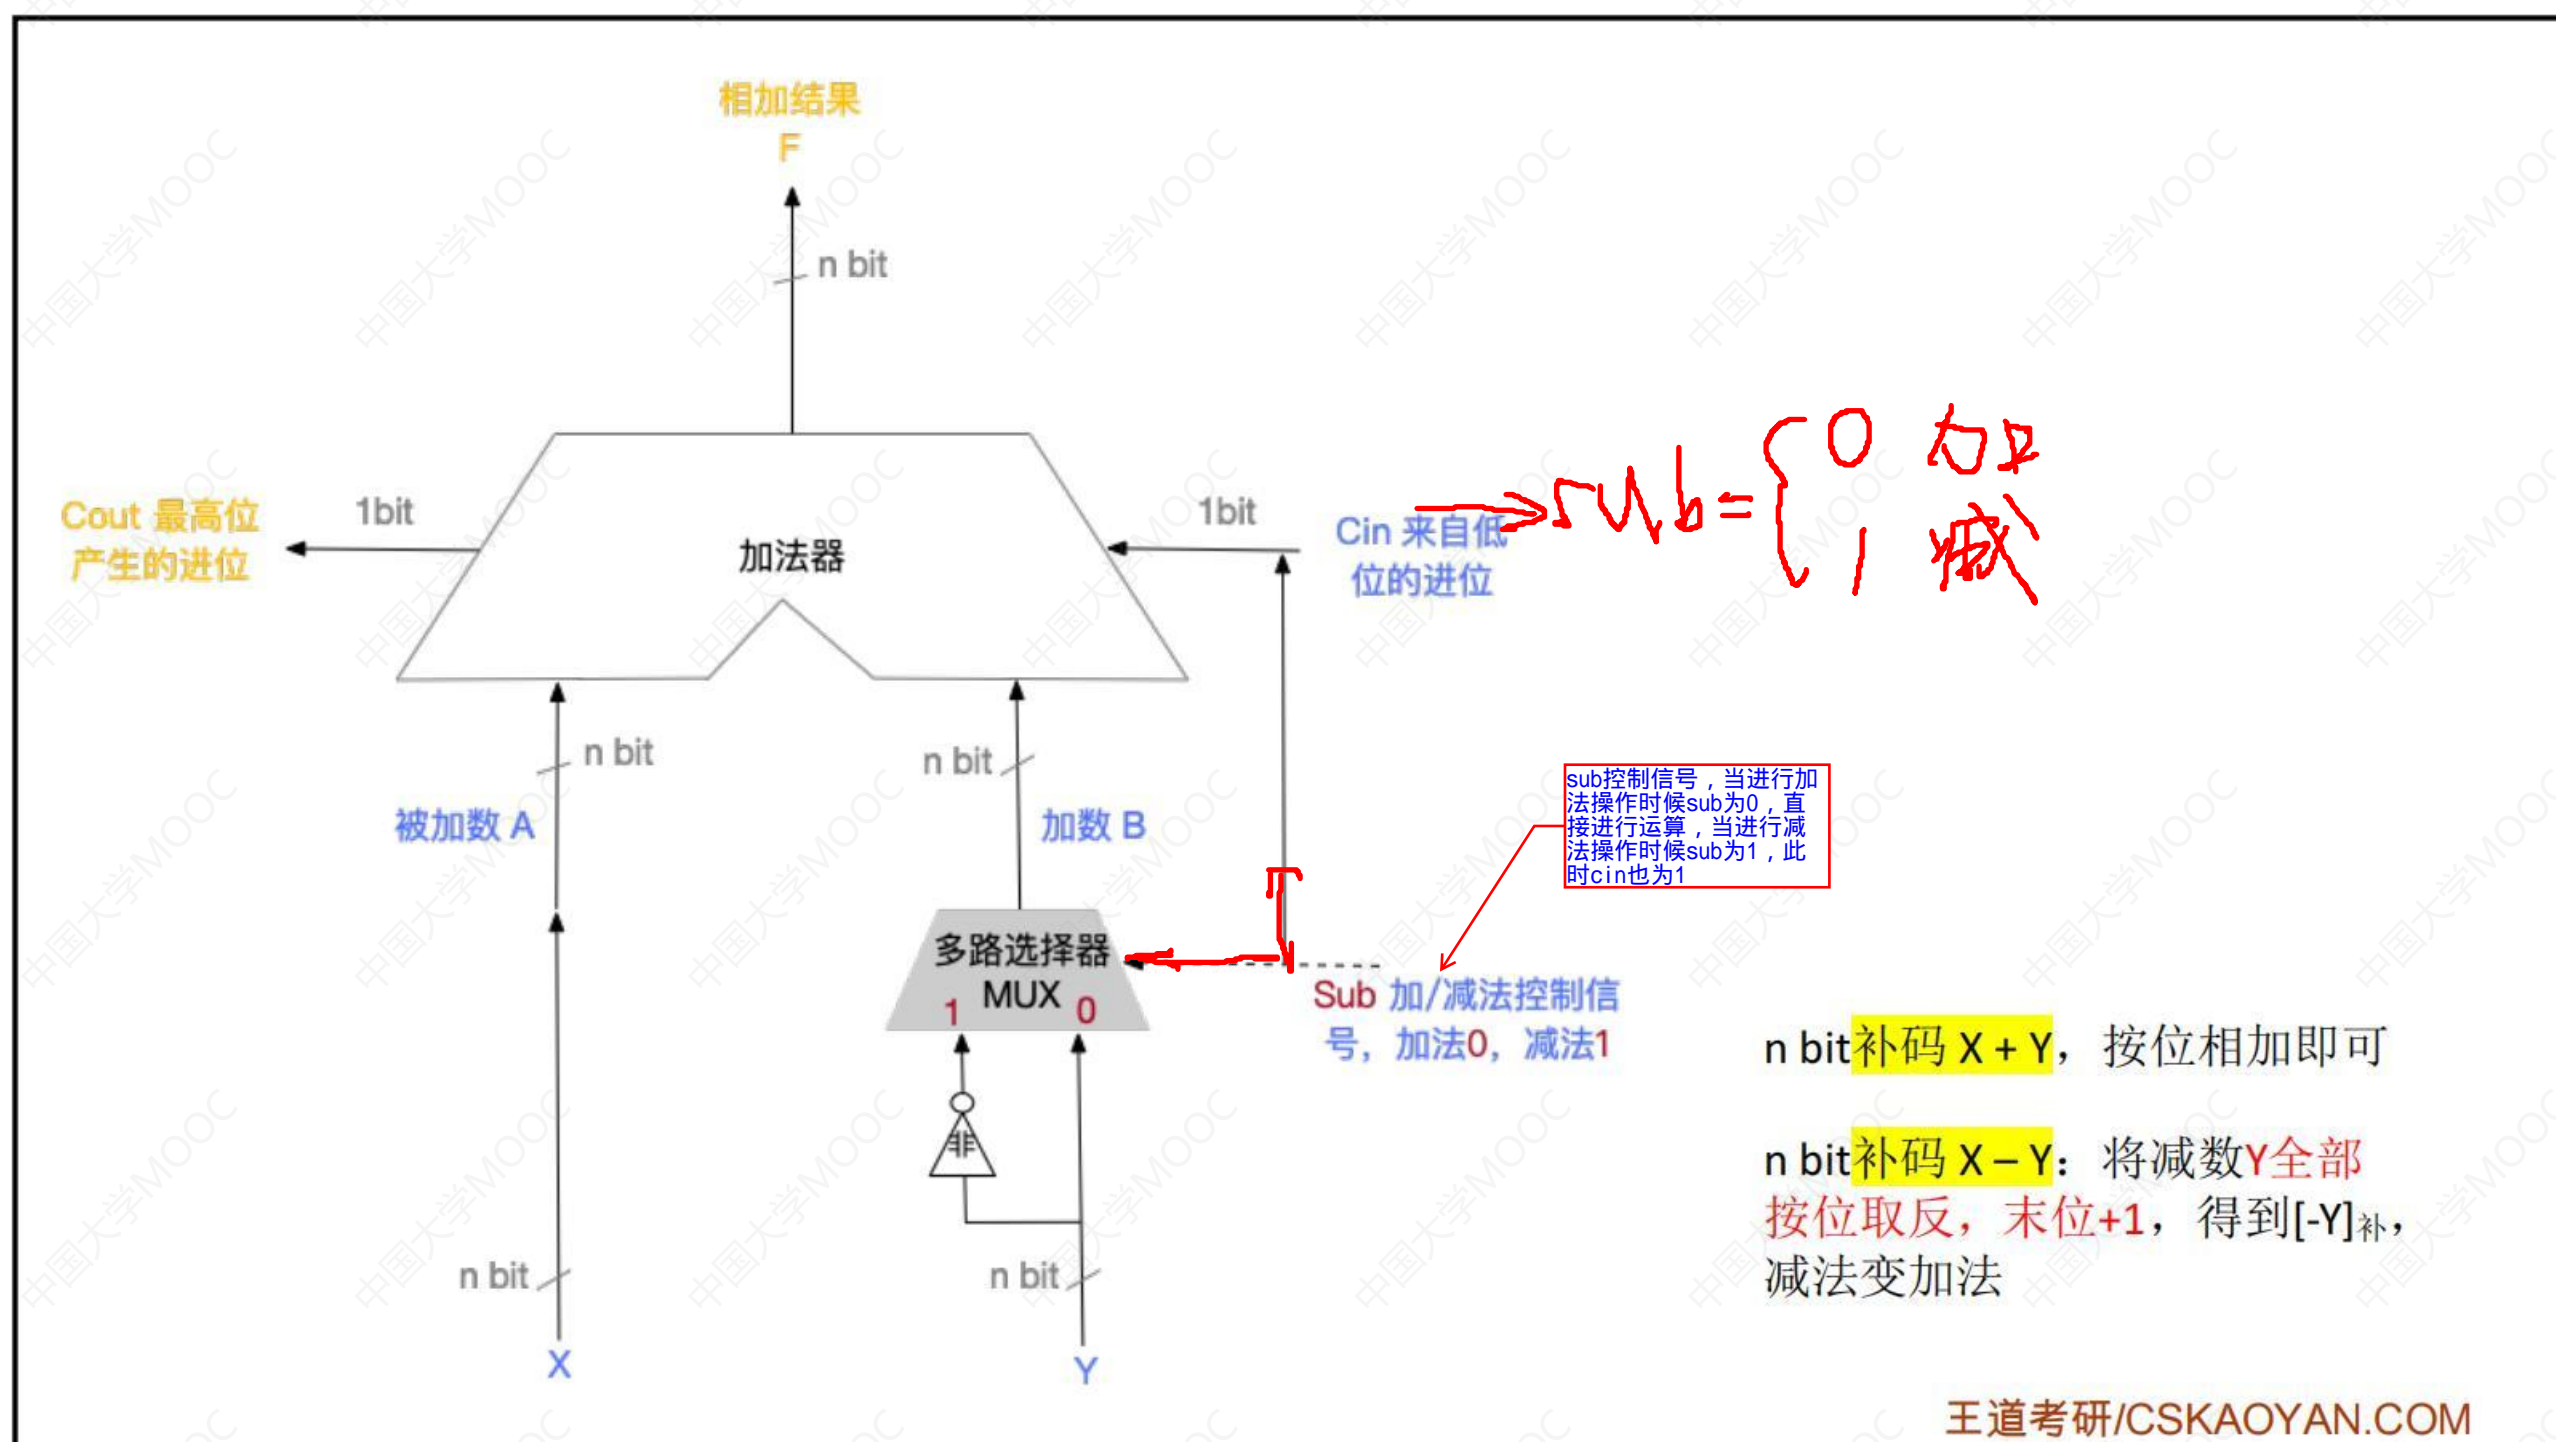 相加结果
F
n bit
Cout 最高位
产生的进位
1bit
加法器
1bit
Cin 来自低
位的进位
sub={0 加
1 减
n bit
n bit
被加数 A
加数 B
sub控制信号，当进行加
法操作时候sub为0，直
接进行运算，当进行减
法操作时候sub为1，此
时cin也为1
多路选择器
MUX
1
0
Sub 加/减法控制信
号，加法0，减法1
非
n bit
n bit
X
Y
n bit补码 X + Y，按位相加即可
n bit补码 X – Y：将减数Y全部
按位取反，末位+1，得到[-Y]补，
减法变加法
王道考研/CSKAOYAN.COM
中国大学MOOC